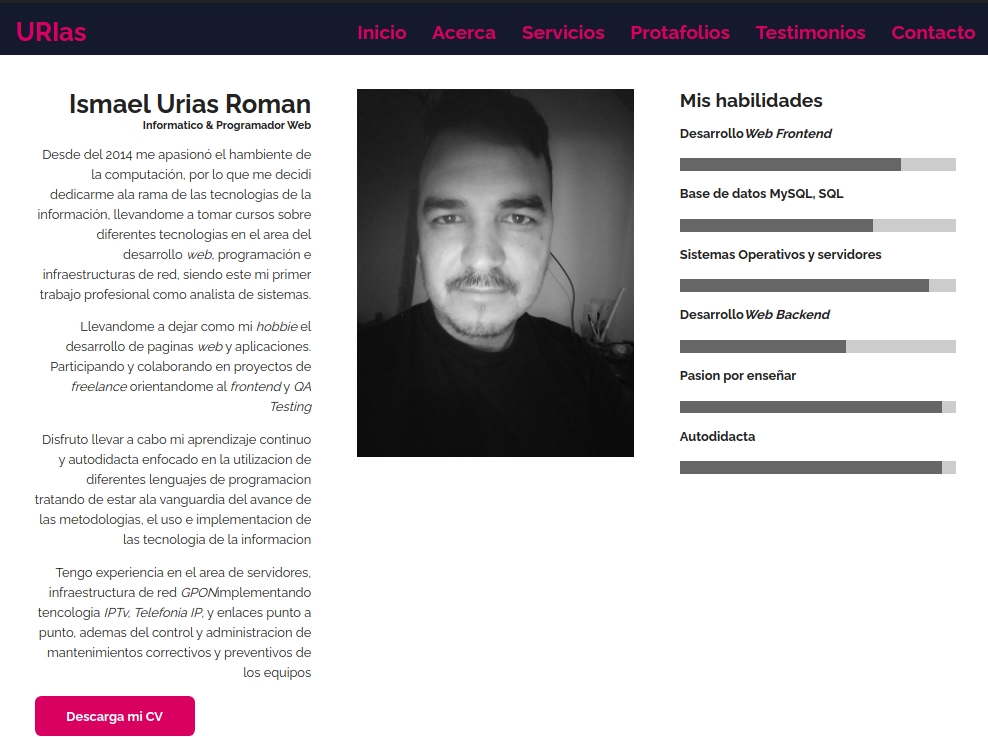 URIas
Inicio Acerca Servicios Protafolios Testimonios Contacto
Ismael Urias Roman
Informatico & Programador Web
Desde del 2014 me apasionó el hambiente de
la computación, por lo que me decidi
dedicarme ala rama de las tecnologias de la
información, llevandome a tomar cursos sobre
diferentes tecnologias en el area del
desarrollo web, programación e
infraestructuras de red, siendo este mi primer
trabajo profesional como analista de sistemas.
Llevandome a dejar como mi hobbie el
desarrollo de paginas web y aplicaciones.
Participando y colaborando en proyectos de
freelance orientandome al frontend y QA
Testing
Disfruto llevar a cabo mi aprendizaje continuo
y autodidacta enfocado en la utilizacion de
diferentes lenguajes de programacion
tratando de estar ala vanguardia del avance de
las metodologias, el uso e implementacion de
las tecnologia de la informacion
Tengo experiencia en el area de servidores,
infraestructura de red GPONimplementando
tencologia IPTv, Telefonia IP, y enlaces punto a
punto, ademas del control y administracion de
mantenimientos correctivos y preventivos de
los equipos
Descarga mi CV
Mis habilidades
Desarrollo Web Frontend
Base de datos MySQL, SQL
Sistemas Operativos y servidores
Desarrollo Web Backend
Pasion por enseñar
Autodidacta